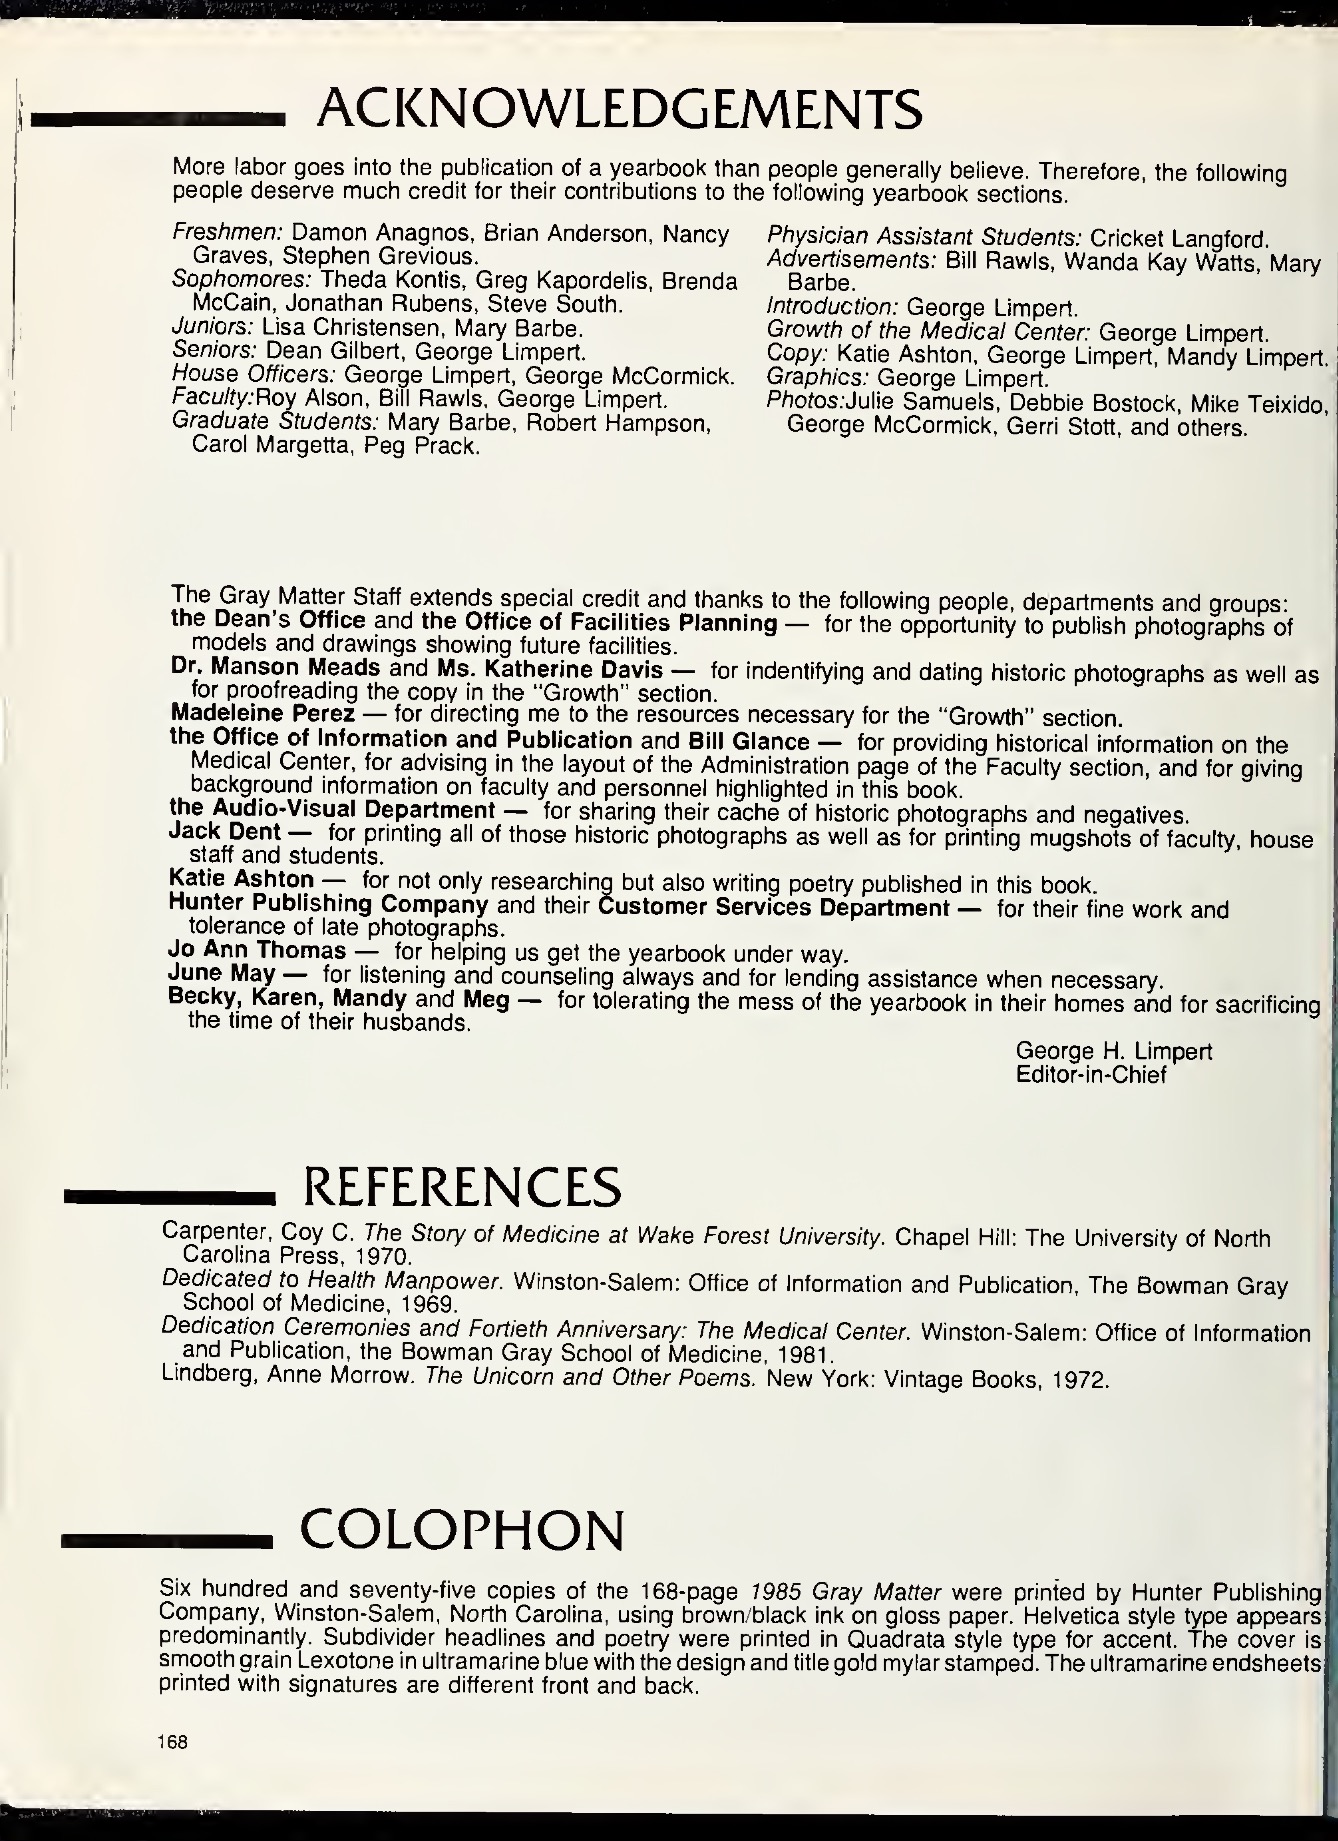 ACKNOWLEDGEMENTS
More labor goes into the publication of a yearbook than people generally believe. Therefore, the following
people deserve much credit for their contributions to the following yearbook sections.
Freshmen: Damon Anagnos, Brian Anderson, Nancy
Graves, Stephen Grevious.
Sophomores: Theda Kontis, Greg Kapordelis, Brenda
McCain, Jonathan Rubens, Steve South.
Juniors: Lisa Christensen, Mary Barbe.
Seniors: Dean Gilbert, George Limpert.
House Officers: George Limpert, George McCormick.
Faculty:Roy Alson, Bill Rawls, George Limpert.
Graduate Students: Mary Barbe, Robert Hampson,
Carol Margetta, Peg Prack.
Physician Assistant Students: Cricket Langford.
Advertisements: Bill Rawls, Wanda Kay Watts, Mary
Barbe.
Introduction: George Limpert.
Growth of the Medical Center: George Limpert.
Copy: Katie Ashton, George Limpert, Mandy Limpert.
Graphics: George Limpert.
Photos:Julie Samuels, Debbie Bostock, Mike Teixido,
George McCormick, Gerri Stott, and others.
The Gray Matter Staff extends special credit and thanks to the following people, departments and groups:
the Dean's Office and the Office of Facilities Planning — for the opportunity to publish photographs of
models and drawings showing future facilities.
Dr. Manson Meads and Ms. Katherine Davis — for indentifying and dating historic photographs as well as
for proofreading the copy in the "Growth" section.
Madeleine Perez — for directing me to the resources necessary for the "Growth" section.
the Office of Information and Publication and Bill Glance — for providing historical information on the
Medical Center, for advising in the layout of the Administration page of the Faculty section, and for giving
background information on faculty and personnel highlighted in this book.
the Audio-Visual Department — for sharing their cache of historic photographs and negatives.
Jack Dent — for printing all of those historic photographs as well as for printing mugshots of faculty, house
staff and students.
Katie Ashton — for not only researching but also writing poetry published in this book.
Hunter Publishing Company and their Customer Services Department — for their fine work and
tolerance of late photographs.
Jo Ann Thomas — for helping us get the yearbook under way.
June May — for listening and counseling always and for lending assistance when necessary.
Becky, Karen, Mandy and Meg — for tolerating the mess of the yearbook in their homes and for sacrificing
the time of their husbands.
George H. Limpert
Editor-in-Chief
REFERENCES
Carpenter, Coy C. The Story of Medicine at Wake Forest University. Chapel Hill: The University of North
Carolina Press, 1970.
Dedicated to Health Manpower. Winston-Salem: Office of Information and Publication, The Bowman Gray
School of Medicine, 1969.
Dedication Ceremonies and Fortieth Anniversary: The Medical Center. Winston-Salem: Office of Information
and Publication, the Bowman Gray School of Medicine, 1981.
Lindberg, Anne Morrow. The Unicorn and Other Poems. New York: Vintage Books, 1972.
COLOPHON
Six hundred and seventy-five copies of the 168-page 1985 Gray Matter were printed by Hunter Publishing
Company, Winston-Salem, North Carolina, using brown/black ink on gloss paper. Helvetica style type appears
predominantly. Subdivider headlines and poetry were printed in Quadrata style type for accent. The cover is
smooth grain Lexotone in ultramarine blue with the design and title gold mylar stamped. The ultramarine endsheets
printed with signatures are different front and back.
168